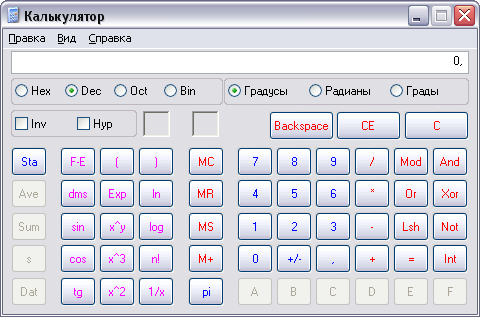 Калькулятор
Правка Вид Справка
0,
Hex Dec Oct Bin Градусы Радианы Грады
Inv Hyp Backspace CE C
Sta F-E ( ) MC 7 8 9 / Mod And
Ave dms Exp ln MR 4 5 6 * Or Xor
Sum sin x^y log MS 1 2 3 - Lsh Not
s cos x^3 n! M+ 0 +/- , + = Int
Dat tg x^2 1/x pi A B C D E F